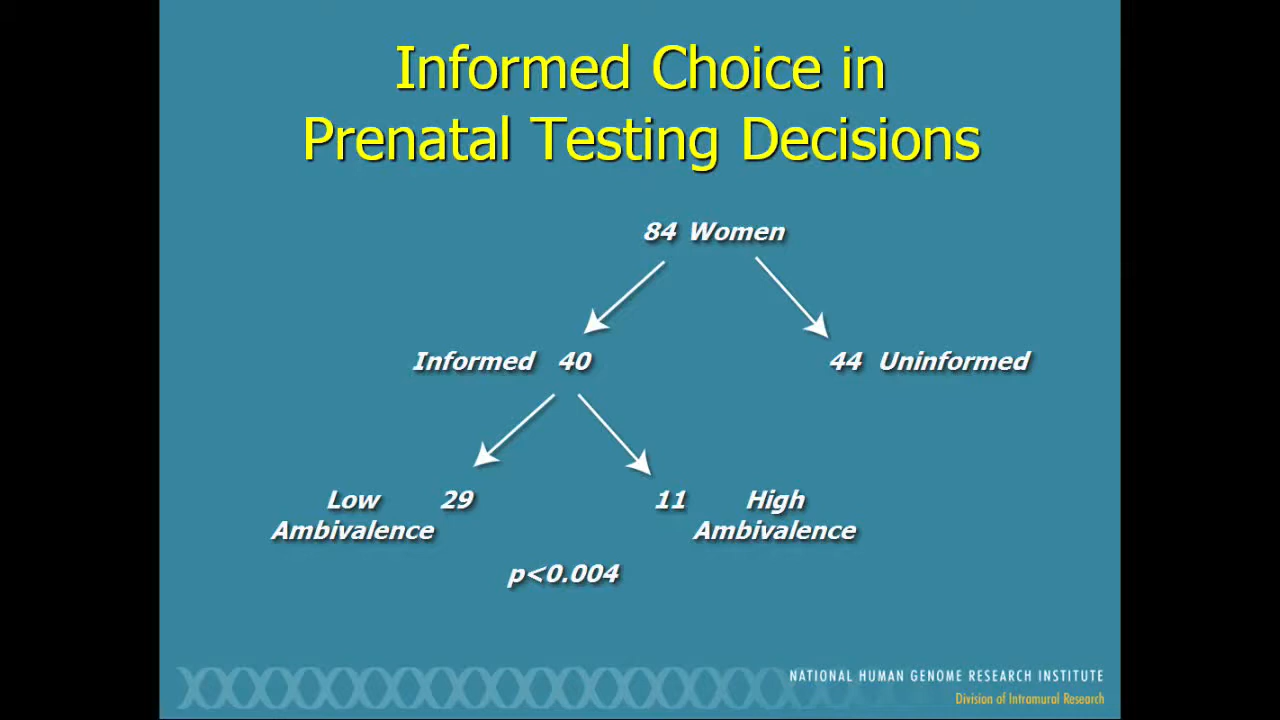 Informed Choice in
Prenatal Testing Decisions
84 Women
Informed 40
44 Uninformed
Low 29
Ambivalence
11 High
Ambivalence
p<0.004
NATIONAL HUMAN GENOME RESEARCH INSTITUTE
Division of Intramural Research